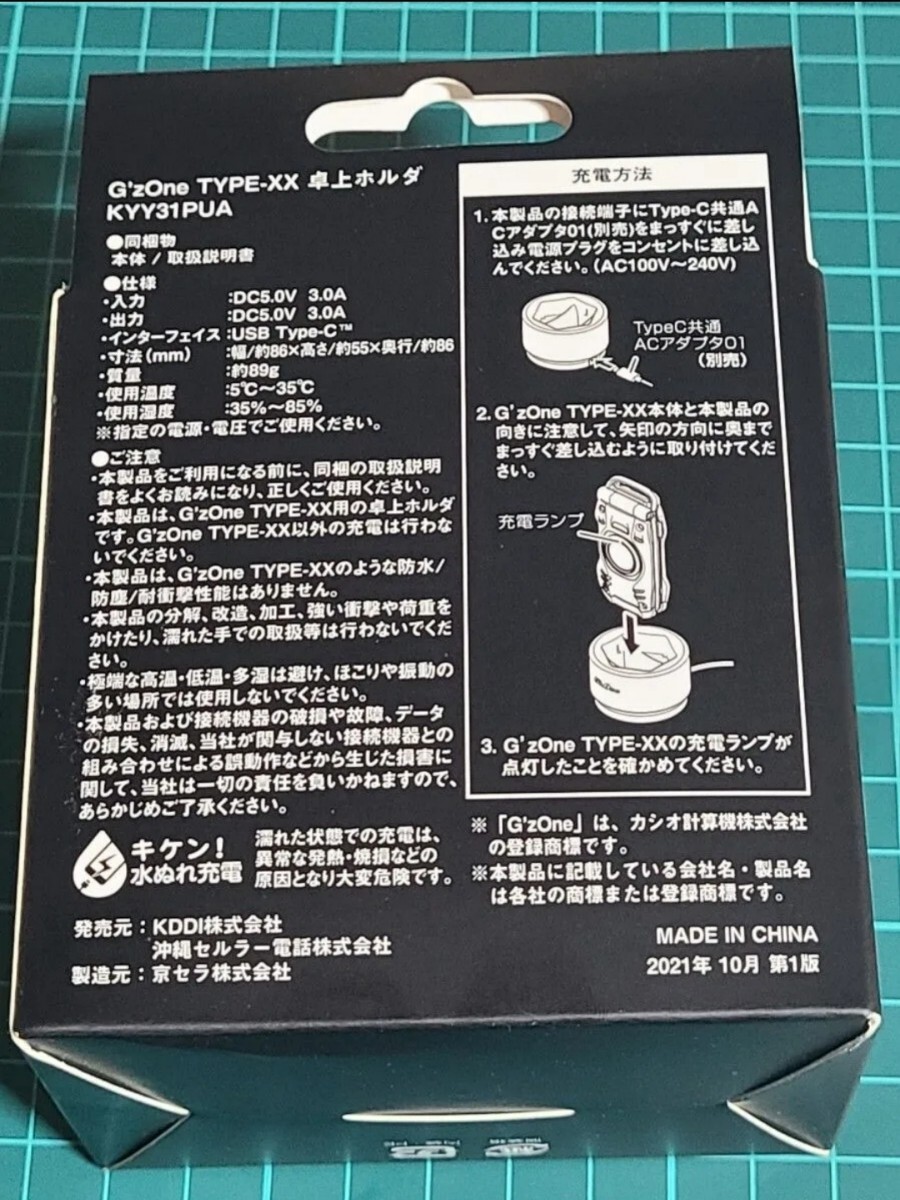 G'zOne TYPE-XX 卓上ホルダ
KYY31PUA
●同梱物
本体 / 取扱説明書
●仕様
・入力 :DC5.0V 3.0A
・出力 :DC5.0V 3.0A
・インターフェイス :USB Type-C™
・寸法(mm) :幅/約86×高さ/約55×奥行/約86
・質量 :約89g
・使用温度 :5℃～35℃
・使用湿度 :35%～85%
※指定の電源・電圧でご使用ください。
●ご注意
・本製品をご利用になる前に、同梱の取扱説明
書をよくお読みになり、正しくご使用ください。
・本製品は、G'zOne TYPE-XX用の卓上ホルダ
です。G'zOne TYPE-XX以外の充電は行わな
いでください。
・本製品は、G'zOne TYPE-XXのような防水/
防塵/耐衝撃性能はありません。
・本製品の分解、改造、加工、強い衝撃や荷重を
かけたり、濡れた手での取扱等は行わないでくだ
さい。
・極端な高温・低温・多湿は避け、ほこりや振動の
多い場所では使用しないでください。
・本製品および接続機器の破損や故障、データ
の損失、消滅、当社が関与しない接続機器との
組み合わせによる誤動作などから生じた損害に
関して、当社は一切の責任を負いかねますので、
あらかじめご了承ください。
キケン!
水ぬれ充電
濡れた状態での充電は、
異常な発熱・焼損などの
原因となり大変危険です。
発売元：KDDI株式会社
沖縄セルラー電話株式会社
製造元：京セラ株式会社
充電方法
1. 本製品の接続端子にType-C共通A
Cアダプタ01(別売)をまっすぐに差し
込み電源プラグをコンセントに差し込
んでください。(AC100V～240V)
TypeC共通
ACアダプタ01
(別売)
2. G'zOne TYPE-XX本体と本製品の
向きに注意して、矢印の方向に奥まで
まっすぐ差し込むように取り付けてくだ
さい。
充電ランプ
G'zOne
3. G'zOne TYPE-XXの充電ランプが
点灯したことを確かめてください。
※「G'zOne」は、カシオ計算機株式会社
の登録商標です。
※本製品に記載している会社名・製品名
は各社の商標または登録商標です。
MADE IN CHINA
2021年 10月 第1版